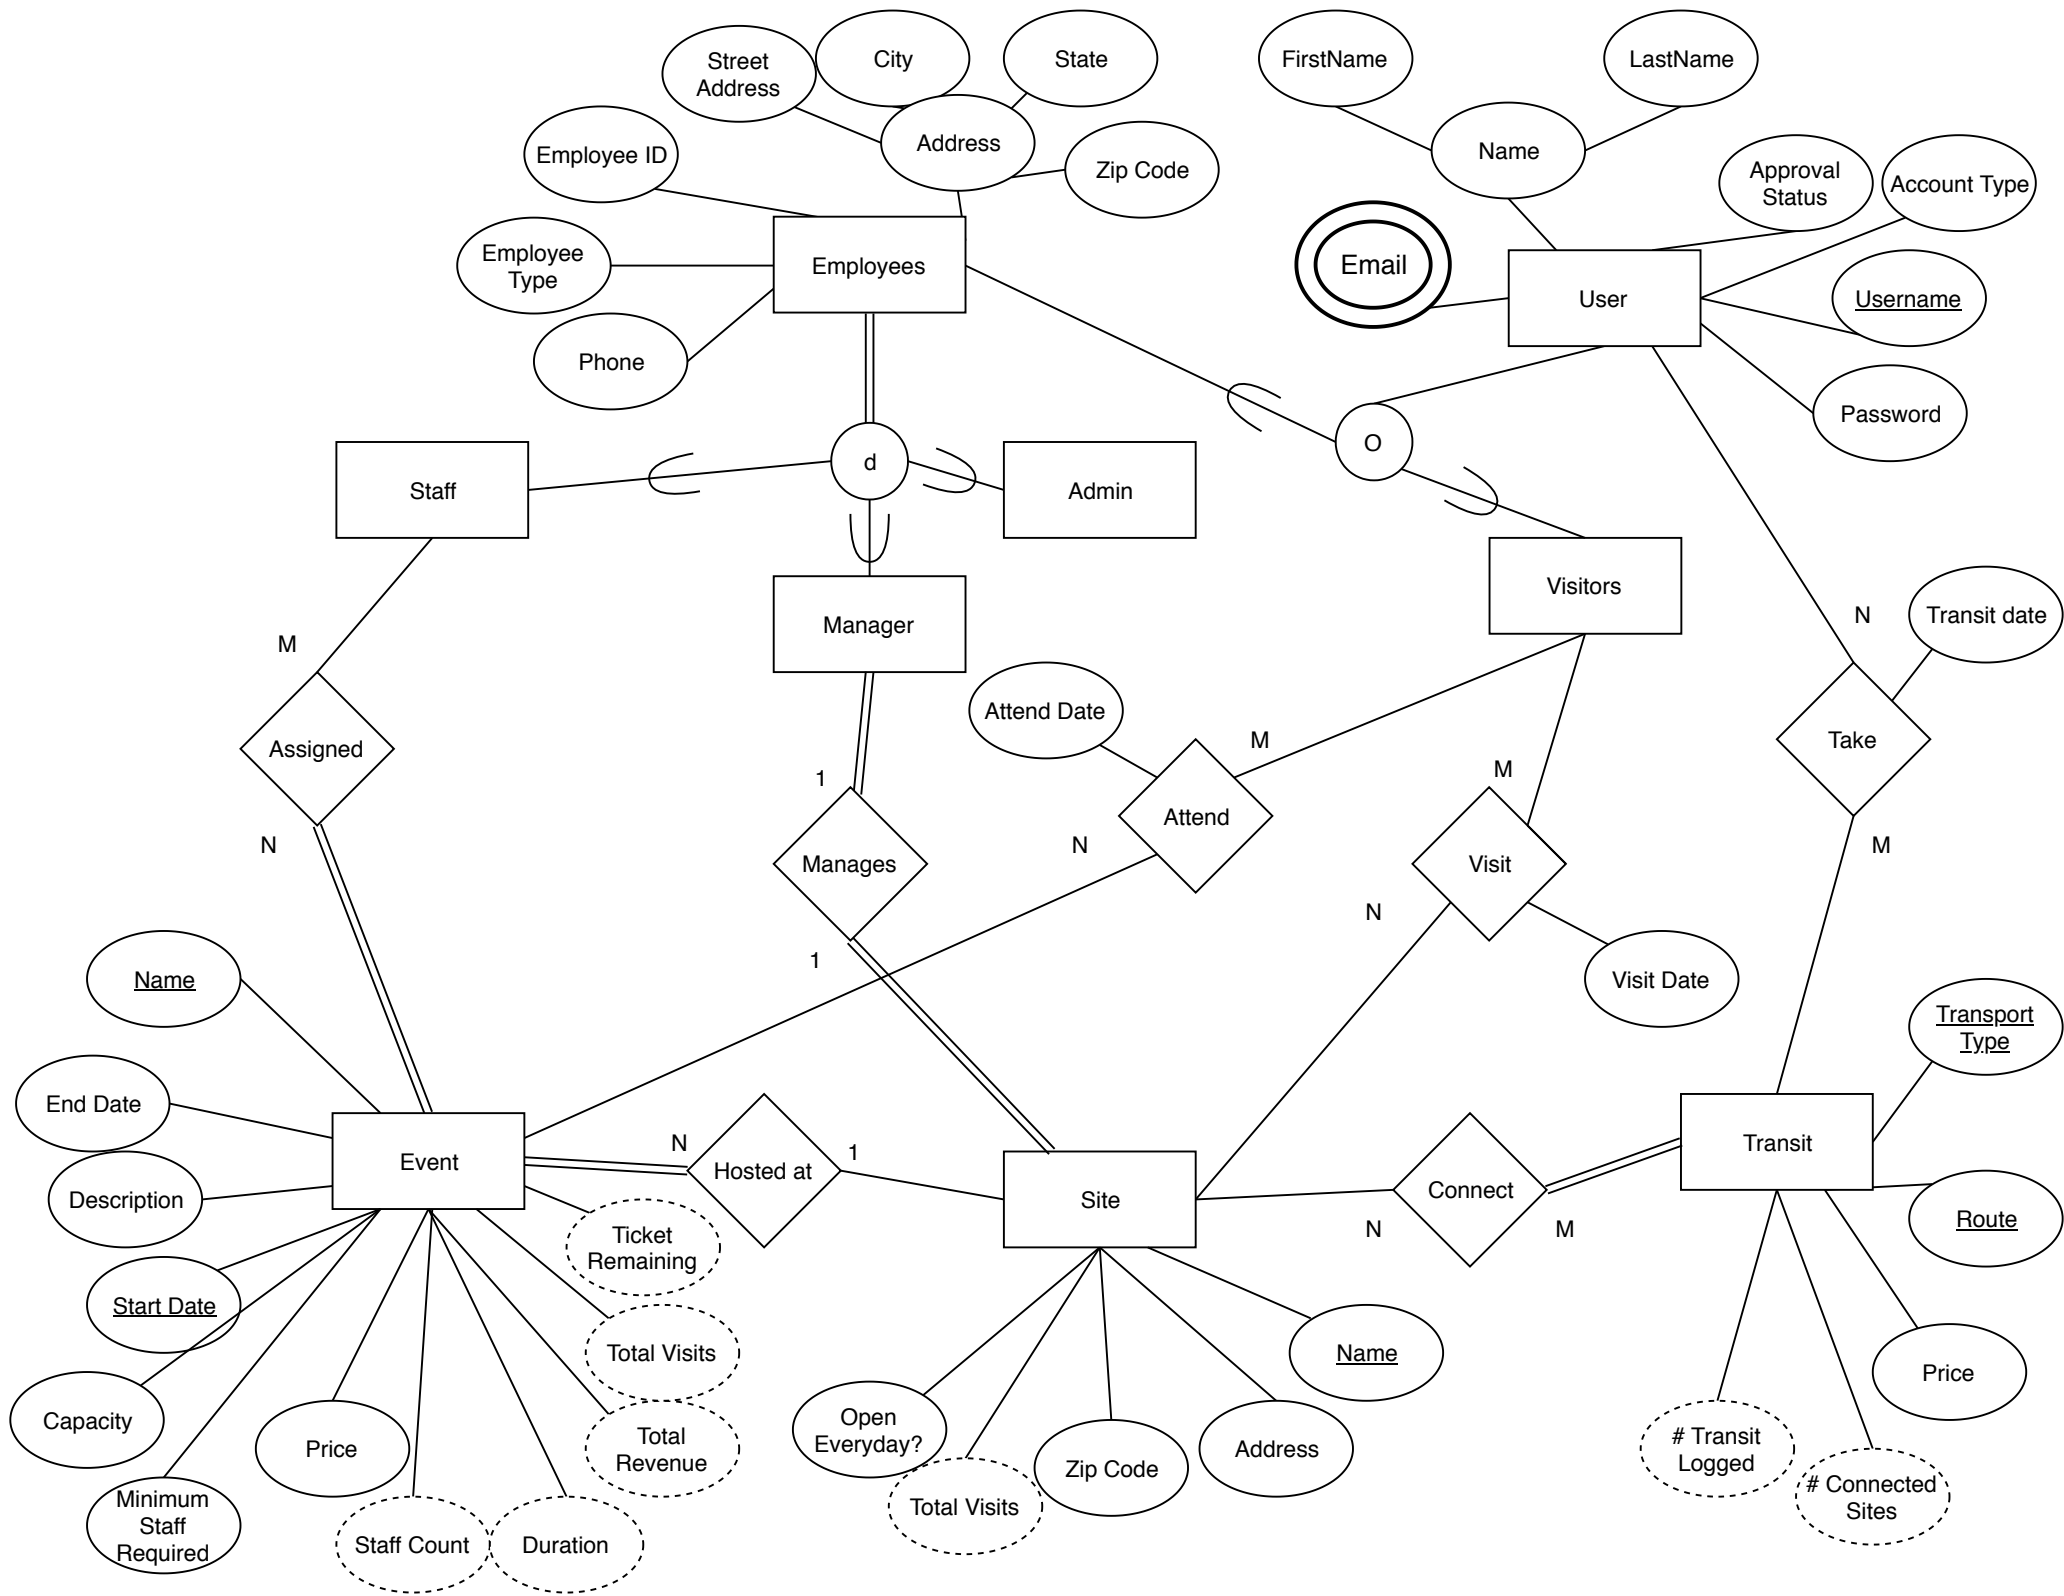 Street
Address
City
State
FirstName
LastName
Employee ID
Address
Zip Code
Name
Approval
Status
Account Type
Employee
Type
Employees
Email
User
Username
Phone
Password
Staff
d
Admin
O
Manager
Visitors
M
N
Transit date
Assigned
Attend Date
M
Take
1
M
Manages
Attend
Visit
N
N
M
1
N
Name
Visit Date
Transport
Type
End Date
Event
N
Hosted at
1
Site
Connect
Transit
Description
N
M
Route
Ticket
Remaining
Start Date
Total Visits
Name
Price
Capacity
Price
Total
Revenue
Open
Everyday?
Zip Code
Address
# Transit
Logged
# Connected
Sites
Minimum
Staff
Required
Staff Count
Duration
Total Visits